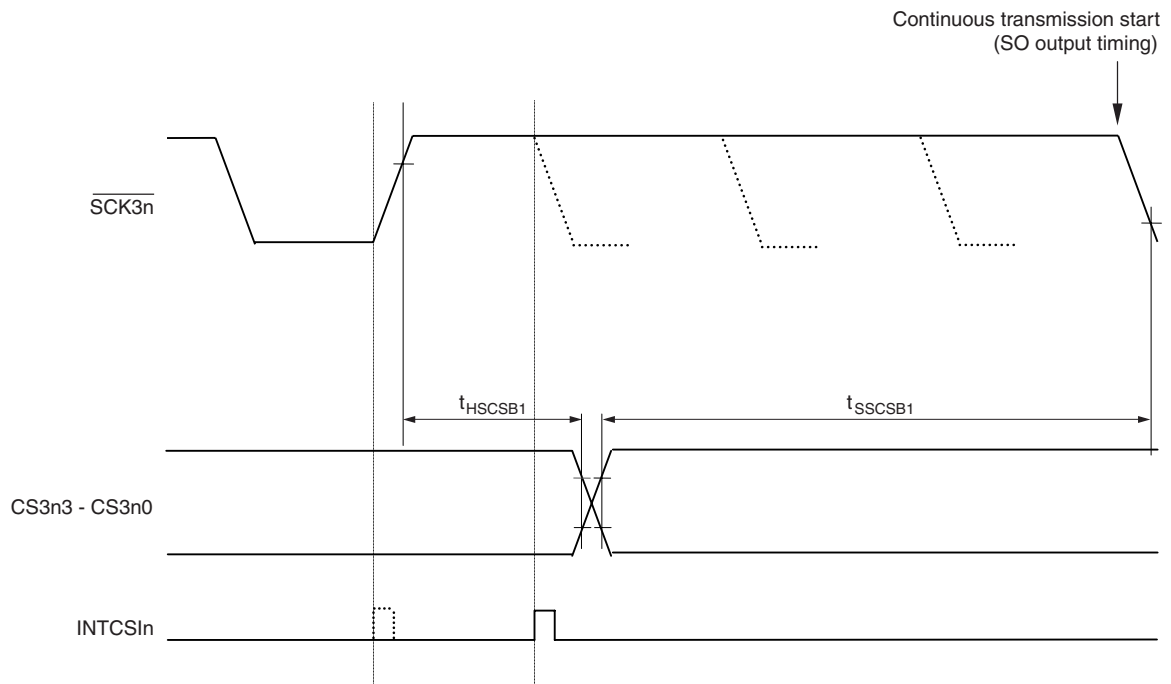 Continuous transmission start
(SO output timing)
SCK3n
tHSCSB1
tSSCSB1
CS3n3 - CS3n0
INTCSIn